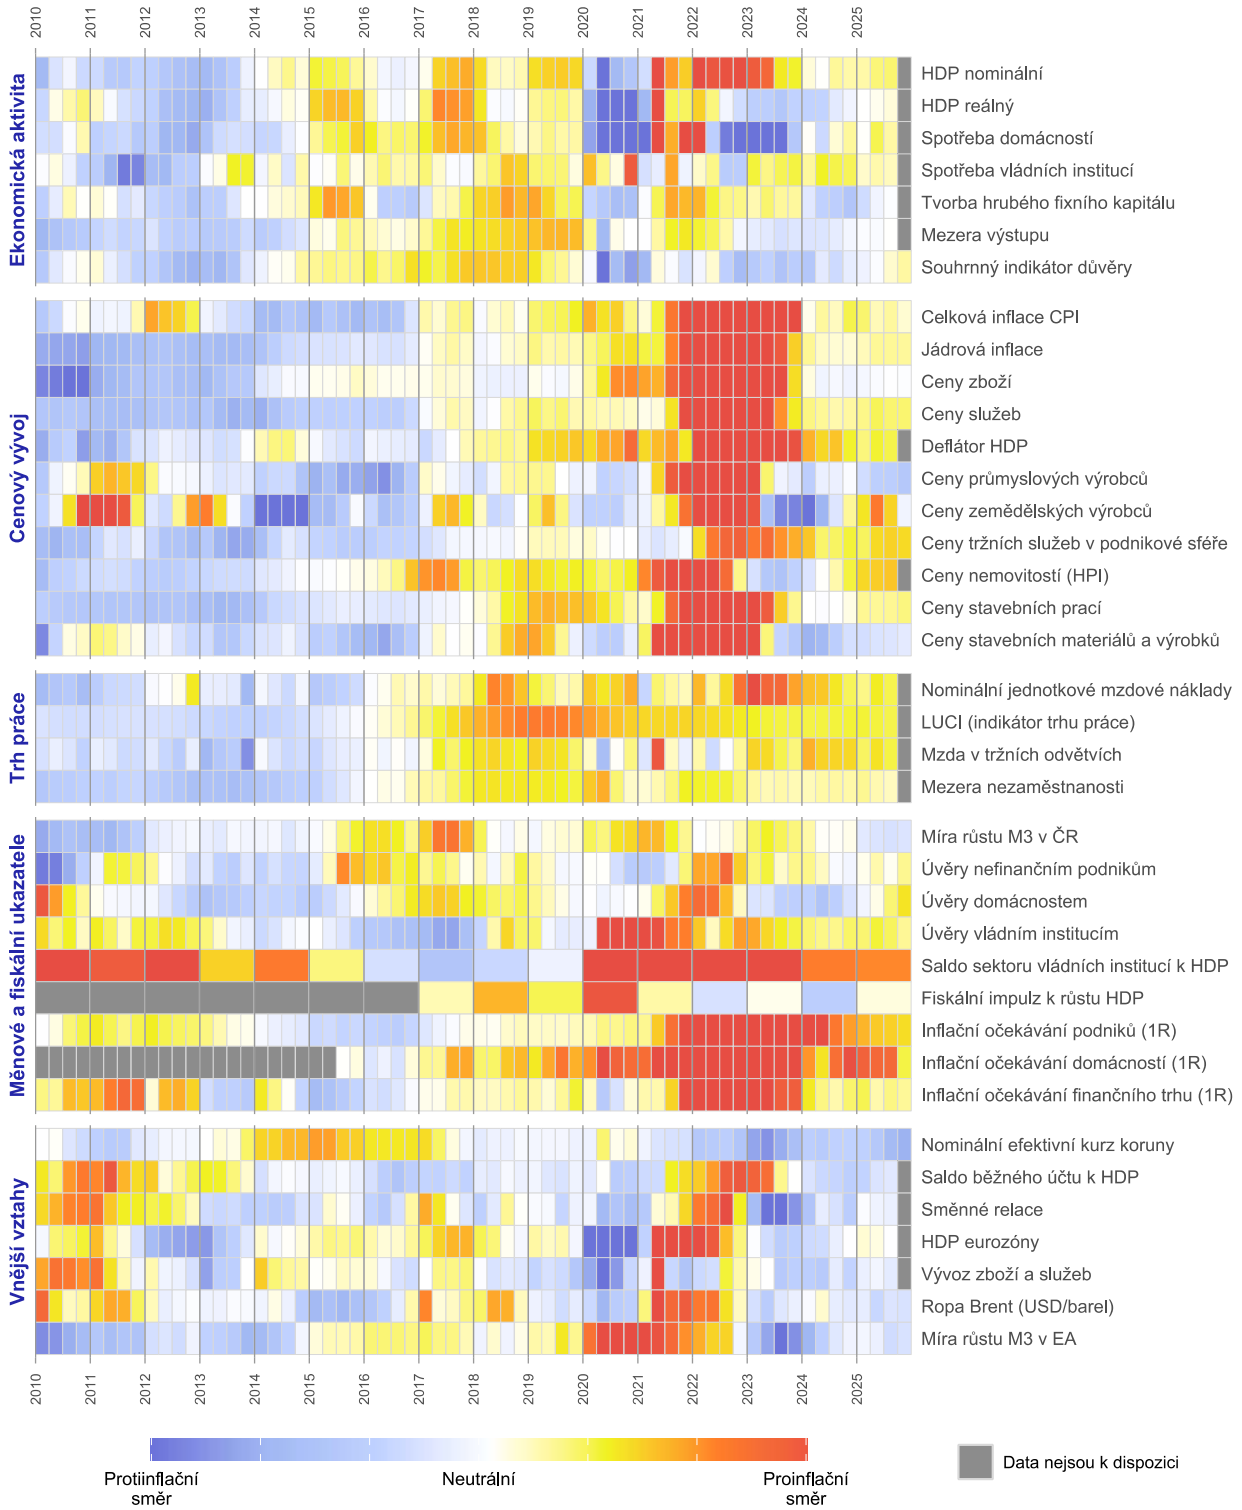 2010 2011 2012 2013 2014 2015 2016 2017 2018 2019 2020 2021 2022 2023 2024 2025
Ekonomická aktivita
HDP nominální
HDP reálný
Spotřeba domácností
Spotřeba vládních institucí
Tvorba hrubého fixního kapitálu
Mezera výstupu
Souhrnný indikátor důvěry
Cenový vývoj
Celková inflace CPI
Jádrová inflace
Ceny zboží
Ceny služeb
Deflátor HDP
Ceny průmyslových výrobců
Ceny zemědělských výrobců
Ceny tržních služeb v podnikové sféře
Ceny nemovitostí (HPI)
Ceny stavebních prací
Ceny stavebních materiálů a výrobků
Trh práce
Nominální jednotkové mzdové náklady
LUCI (indikátor trhu práce)
Mzda v tržních odvětvích
Mezera nezaměstnanosti
Měnové a fiskální ukazatele
Míra růstu M3 v ČR
Úvěry nefinančním podnikům
Úvěry domácnostem
Úvěry vládním institucím
Saldo sektoru vládních institucí k HDP
Fiskální impulz k růstu HDP
Inflační očekávání podniků (1R)
Inflační očekávání domácností (1R)
Inflační očekávání finančního trhu (1R)
Vnější vztahy
Nominální efektivní kurz koruny
Saldo běžného účtu k HDP
Směnné relace
HDP eurozóny
Vývoz zboží a služeb
Ropa Brent (USD/barel)
Míra růstu M3 v EA
2010 2011 2012 2013 2014 2015 2016 2017 2018 2019 2020 2021 2022 2023 2024 2025
Protiinflační
směr
Neutrální
Proinflační
směr
Data nejsou k dispozici